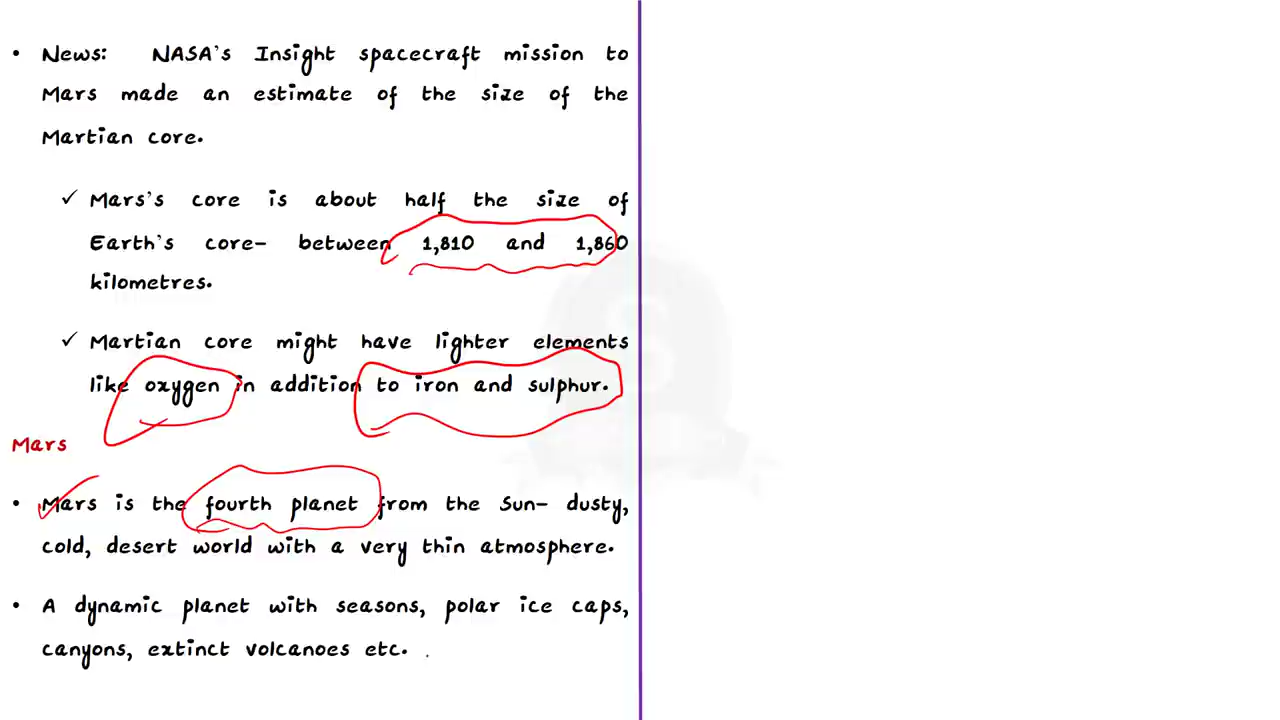 • News: NASA's Insight spacecraft mission to
Mars made an estimate of the size of the
Martian core.
✓ Mars's core is about half the size of
Earth's core– between 1,810 and 1,860
kilometres.
✓ Martian core might have lighter elements
like oxygen in addition to iron and sulphur.
Mars
• Mars is the fourth planet from the Sun– dusty,
cold, desert world with a very thin atmosphere.
• A dynamic planet with seasons, polar ice caps,
canyons, extinct volcanoes etc.